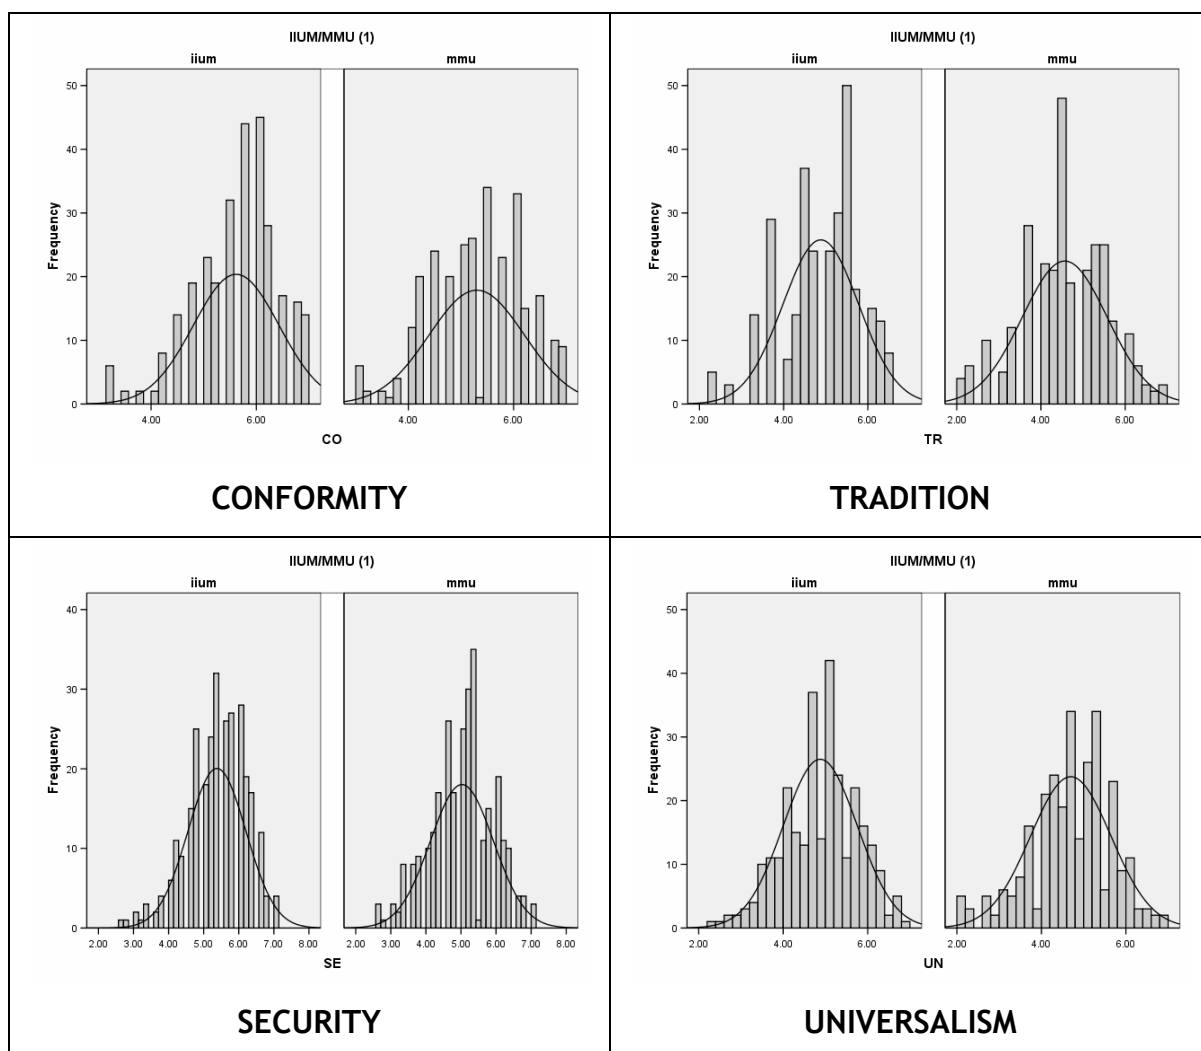 IIUM/MMU (1)
iium mmu
50
40
30
20
10
0
Frequency
4.00 6.00 4.00 6.00
CO
CONFORMITY
IIUM/MMU (1)
iium mmu
50
40
30
20
10
0
Frequency
2.00 4.00 6.00 2.00 4.00 6.00
TR
TRADITION
IIUM/MMU (1)
iium mmu
40
30
20
10
0
Frequency
2.00 3.00 4.00 5.00 6.00 7.00 8.00 2.00 3.00 4.00 5.00 6.00 7.00 8.00
SE
SECURITY
IIUM/MMU (1)
iium mmu
50
40
30
20
10
0
Frequency
2.00 4.00 6.00 2.00 4.00 6.00
UN
UNIVERSALISM